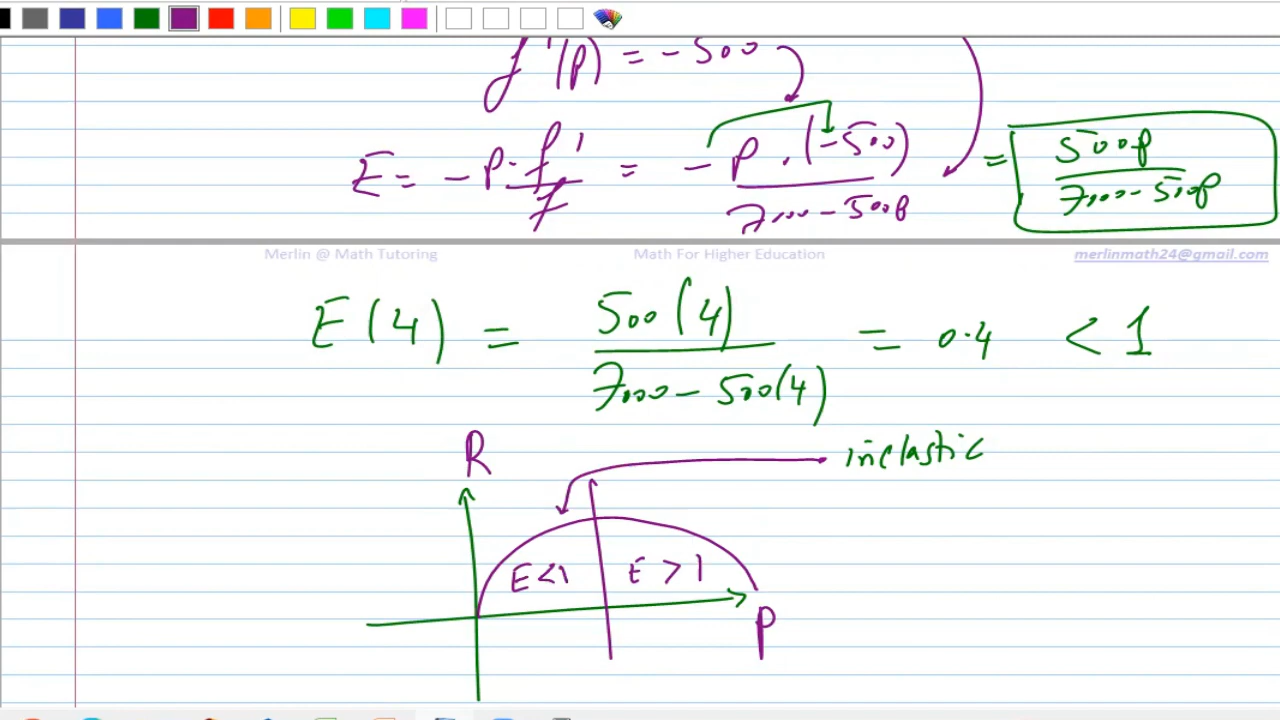 f'(p) = -500
E = -p · f'/f = - p · (-500) / 7000 - 500p = 500p / 7000 - 500p
Merlin @ Math Tutoring Math For Higher Education merlinmath24@gmail.com
E(4) = 500(4) / 7000 - 500(4) = 0.4 < 1
R
inelastic
E<1 E > 1
P